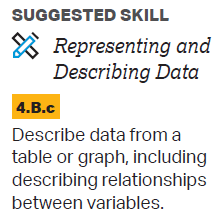 SUGGESTED SKILL
Representing and
Describing Data
4.B.c
Describe data from a
table or graph, including
describing relationships
between variables.